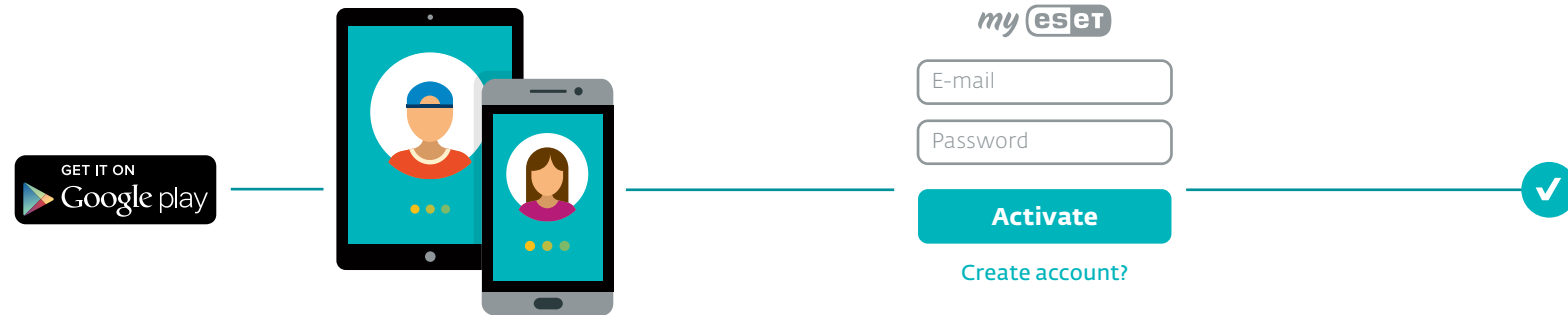 GET IT ON
Google play
my eset
E-mail
Password
Activate
Create account?